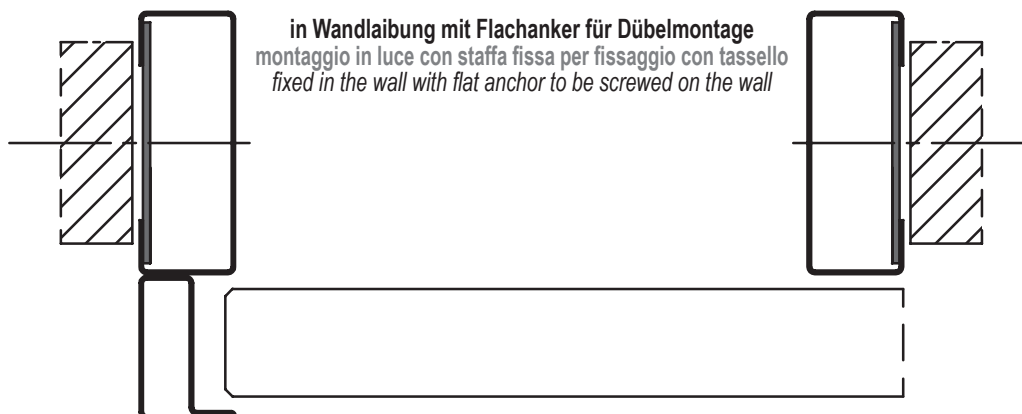 in Wandlaibung mit Flachanker für Dübelmontage
montaggio in luce con staffa fissa per fissaggio con tassello
fixed in the wall with flat anchor to be screwed on the wall